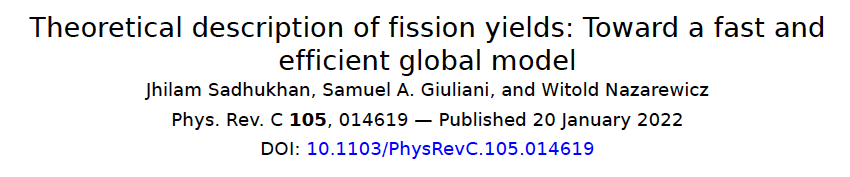 Theoretical description of fission yields: Toward a fast and
efficient global model
Jhilam Sadhukhan, Samuel A. Giuliani, and Witold Nazarewicz
Phys. Rev. C 105, 014619 — Published 20 January 2022
DOI: 10.1103/PhysRevC.105.014619